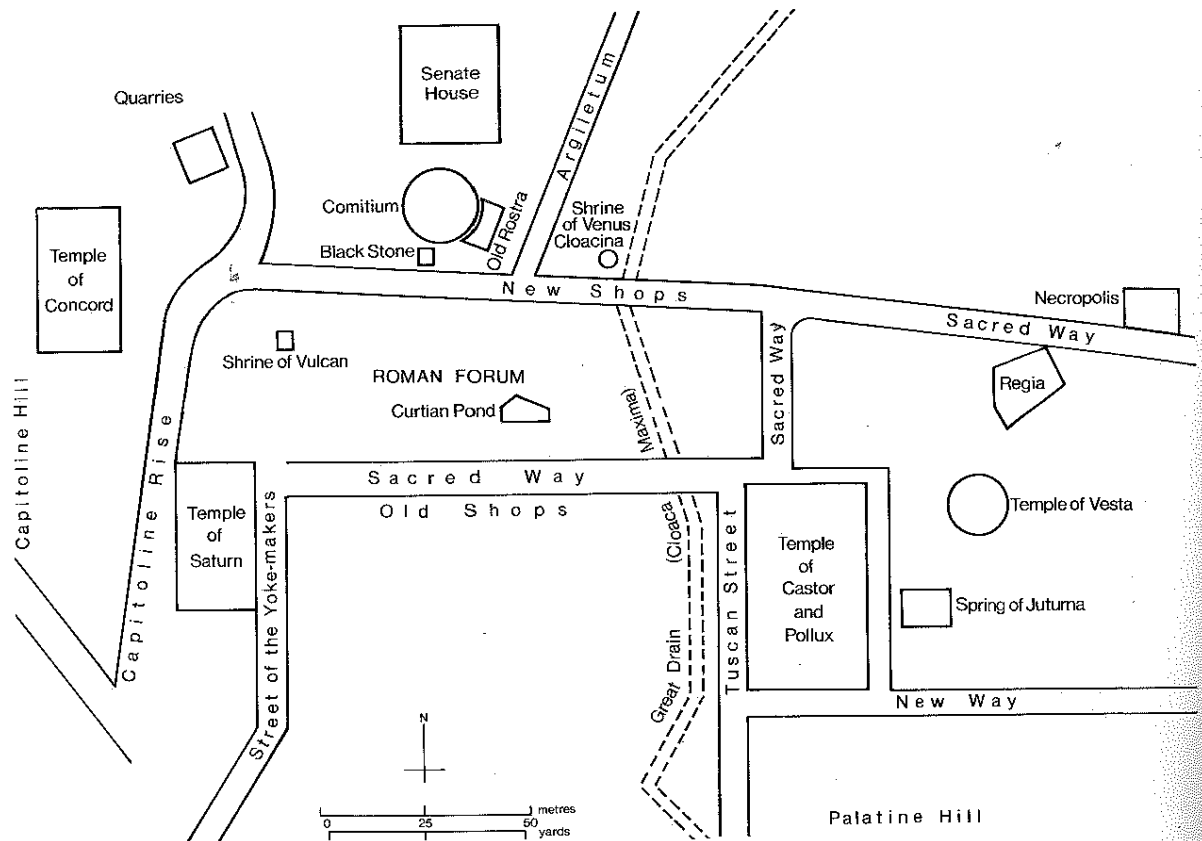 Senate
House
Quarries
Argiletum
Comitium
Old Rostra
Shrine
of Venus
Cloacina
Black Stone
Temple
of
Concord
New Shops
Necropolis
Sacred Way
Shrine of Vulcan
ROMAN FORUM
Curtian Pond
Maxima)
Sacred Way
Regia
Capitoline Hill
Capitoline Rise
Sacred Way
Old Shops
Temple
of
Saturn
Street of the Yoke-makers
Great Drain (Cloaca
Tuscan Street
Temple
of
Castor
and
Pollux
Temple of Vesta
Spring of Juturna
New Way
Palatine Hill
N
metres
0 25 50
yards